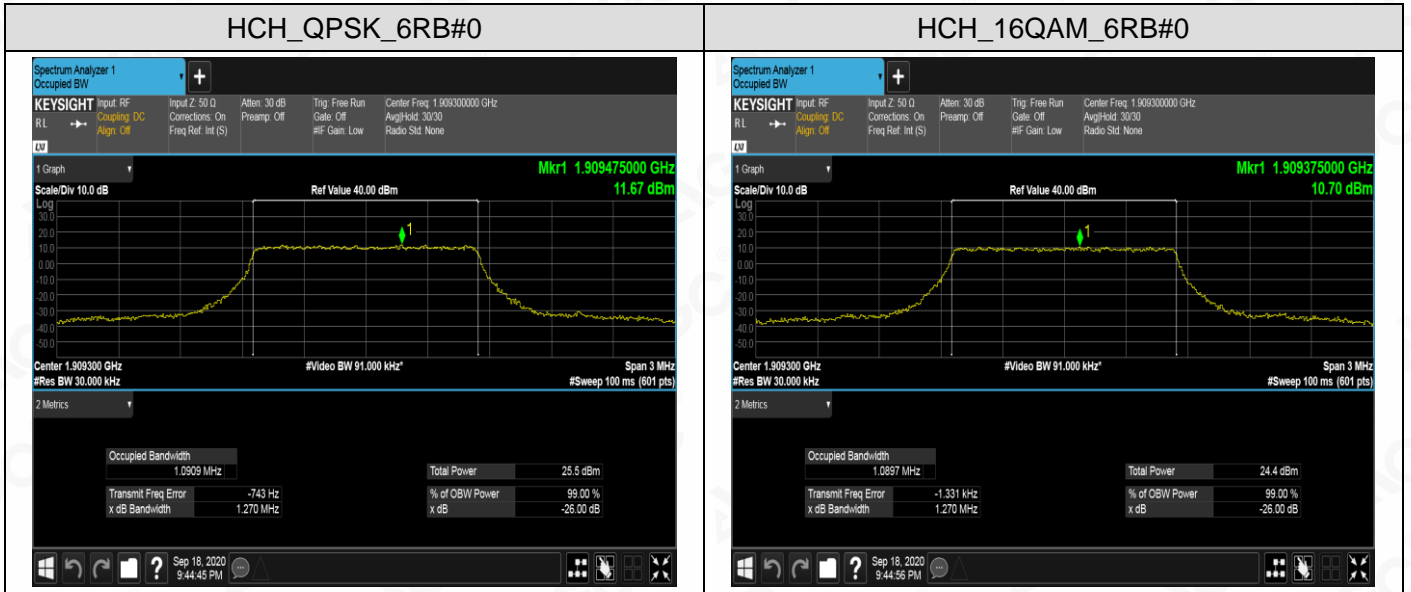 HCH_QPSK_6RB#0
Spectrum Analyzer 1
Occupied BW
+
KEYSIGHT
RL
LXI
Input: RF
Coupling: DC
Align: Off
Input Z: 50 Ω
Corrections: On
Freq Ref: Int (S)
Atten: 30 dB
Preamp: Off
Trig: Free Run
Gate: Off
#IF Gain: Low
Center Freq: 1.909300000 GHz
Avg|Hold: 30/30
Radio Std: None
1 Graph
Mkr1 1.909475000 GHz
Scale/Div 10.0 dB
Ref Value 40.00 dBm
11.67 dBm
Log
30.0
20.0
1
10.0
0.00
-10.0
-20.0
-30.0
-40.0
-50.0
Center 1.909300 GHz
#Video BW 91.000 kHz*
Span 3 MHz
#Res BW 30.000 kHz
#Sweep 100 ms (601 pts)
2 Metrics
Occupied Bandwidth
1.0909 MHz
Total Power 25.5 dBm
Transmit Freq Error -743 Hz
% of OBW Power 99.00 %
x dB Bandwidth 1.270 MHz
x dB -26.00 dB
?
Sep 18, 2020
9:44:45 PM
HCH_16QAM_6RB#0
Spectrum Analyzer 1
Occupied BW
+
KEYSIGHT
RL
LXI
Input: RF
Coupling: DC
Align: Off
Input Z: 50 Ω
Corrections: On
Freq Ref: Int (S)
Atten: 30 dB
Preamp: Off
Trig: Free Run
Gate: Off
#IF Gain: Low
Center Freq: 1.909300000 GHz
Avg|Hold: 30/30
Radio Std: None
1 Graph
Mkr1 1.909375000 GHz
Scale/Div 10.0 dB
Ref Value 40.00 dBm
10.70 dBm
Log
30.0
20.0
1
10.0
0.00
-10.0
-20.0
-30.0
-40.0
-50.0
Center 1.909300 GHz
#Video BW 91.000 kHz*
Span 3 MHz
#Res BW 30.000 kHz
#Sweep 100 ms (601 pts)
2 Metrics
Occupied Bandwidth
1.0897 MHz
Total Power 24.4 dBm
Transmit Freq Error -1.331 kHz
% of OBW Power 99.00 %
x dB Bandwidth 1.270 MHz
x dB -26.00 dB
?
Sep 18, 2020
9:44:56 PM